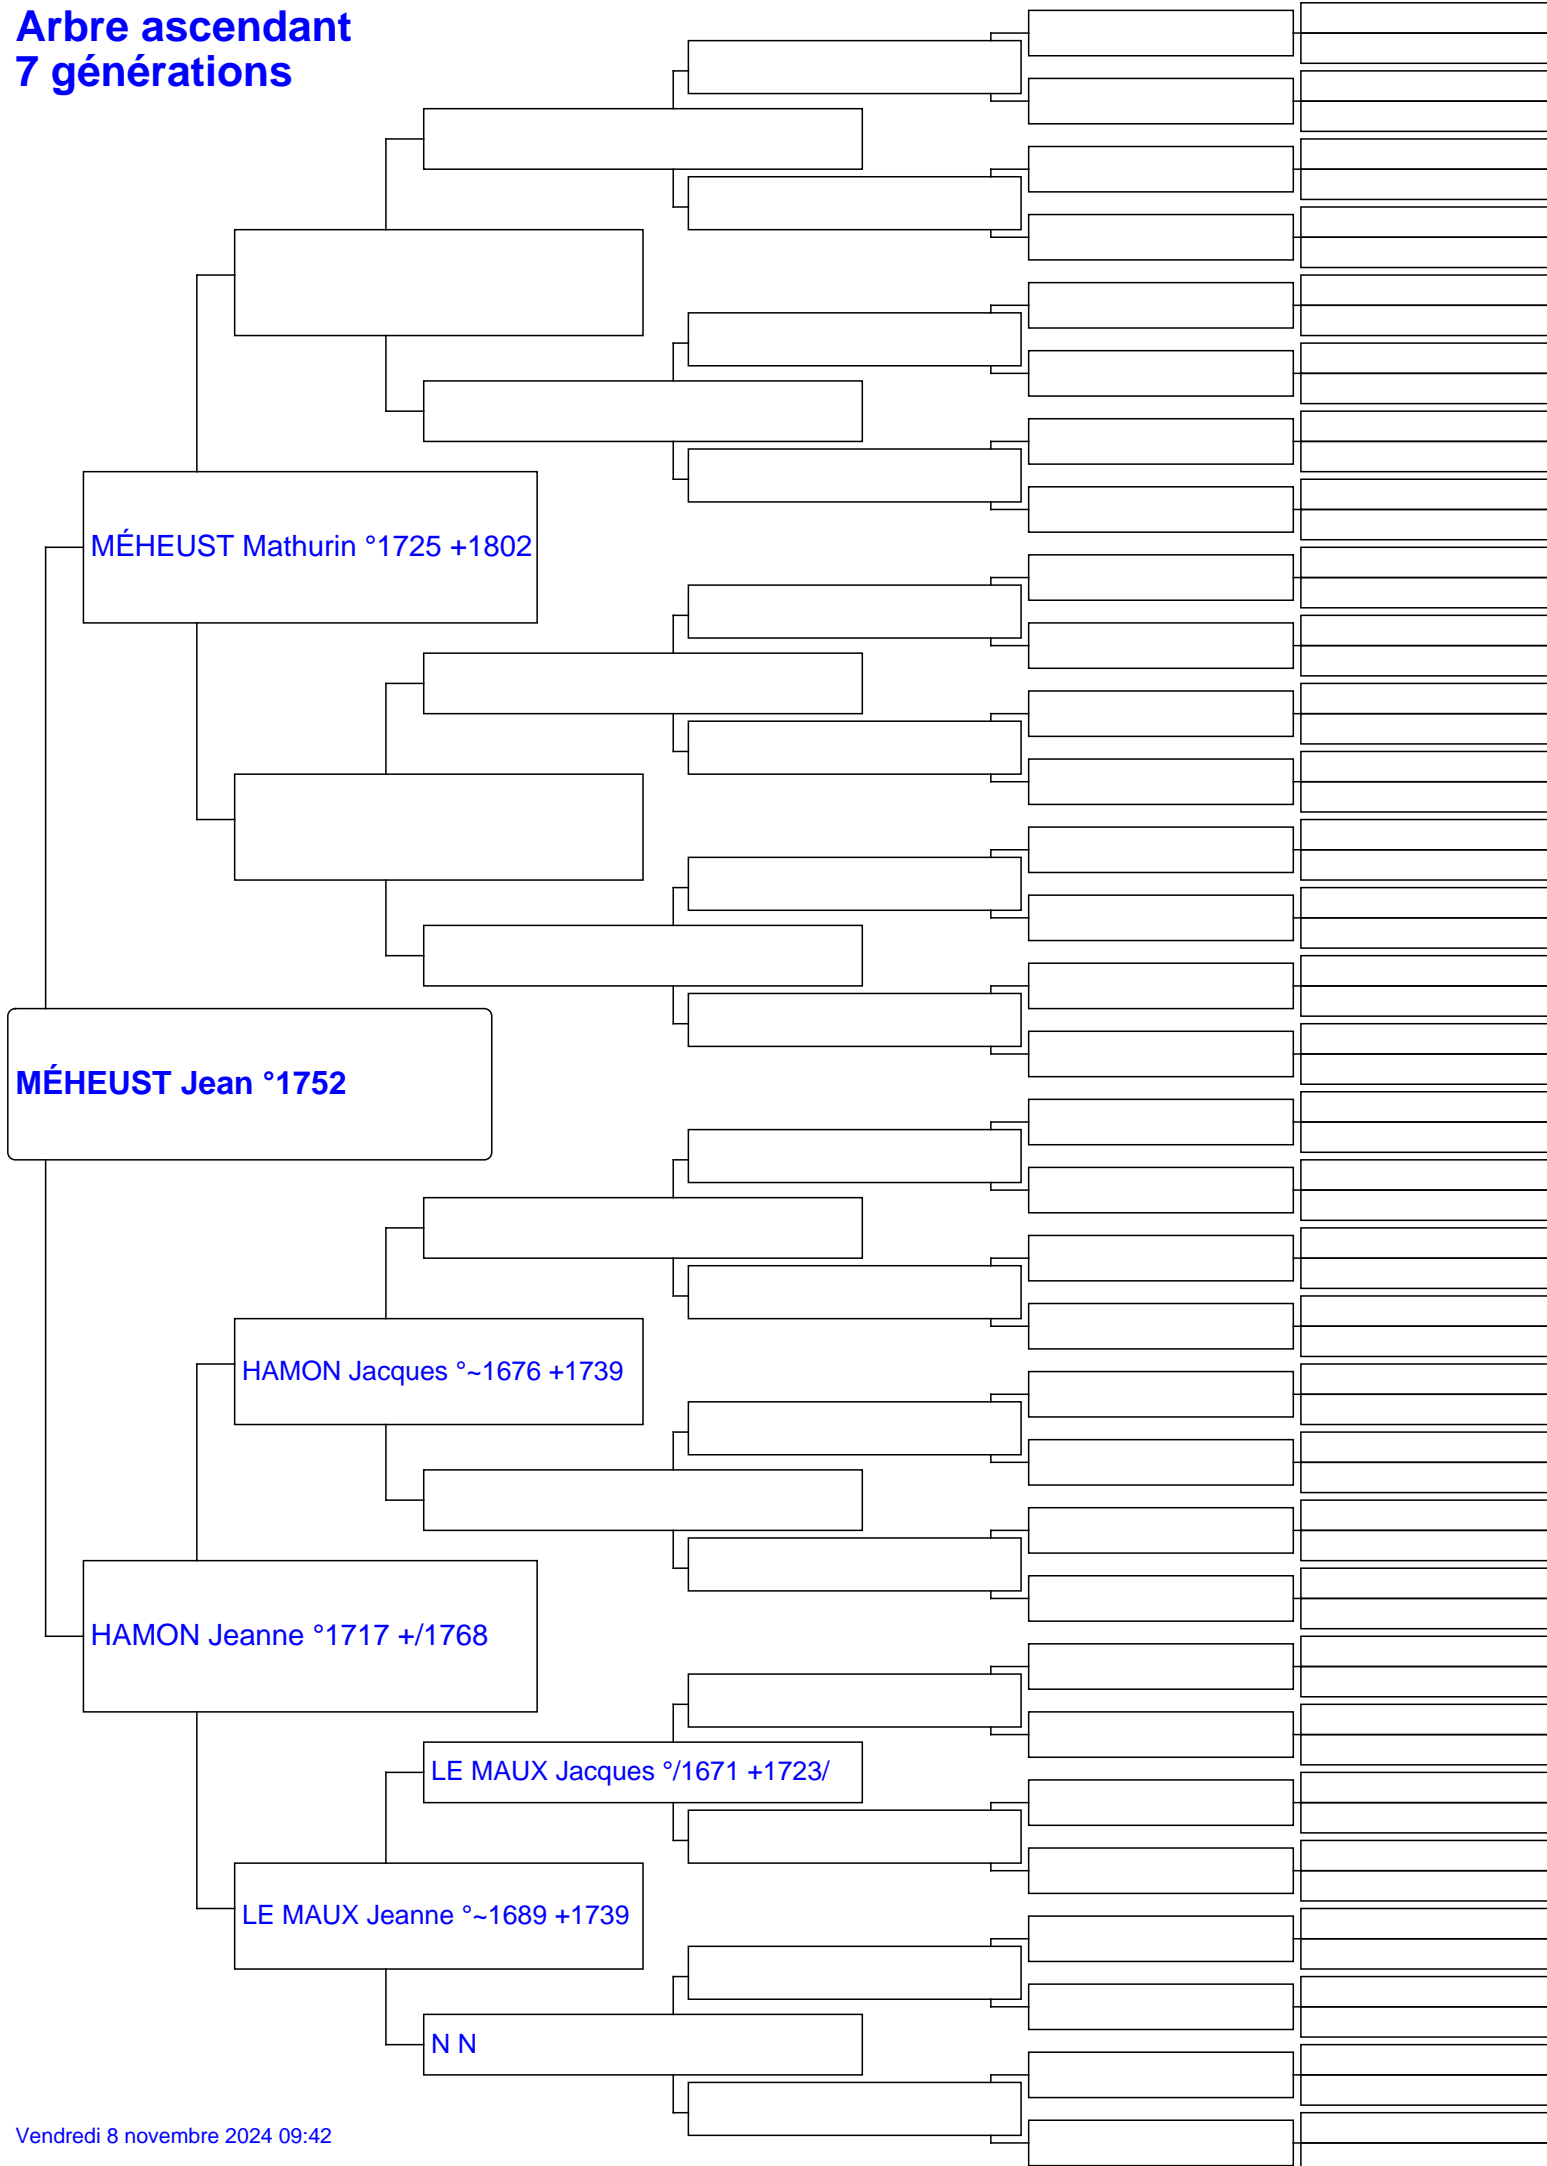 Arbre ascendant
7 générations
MÉHEUST Mathurin °1725 +1802
MÉHEUST Jean °1752
HAMON Jacques °~1676 +1739
HAMON Jeanne °1717 +/1768
LE MAUX Jacques °/1671 +1723/
LE MAUX Jeanne °~1689 +1739
N N
Vendredi 8 novembre 2024 09:42